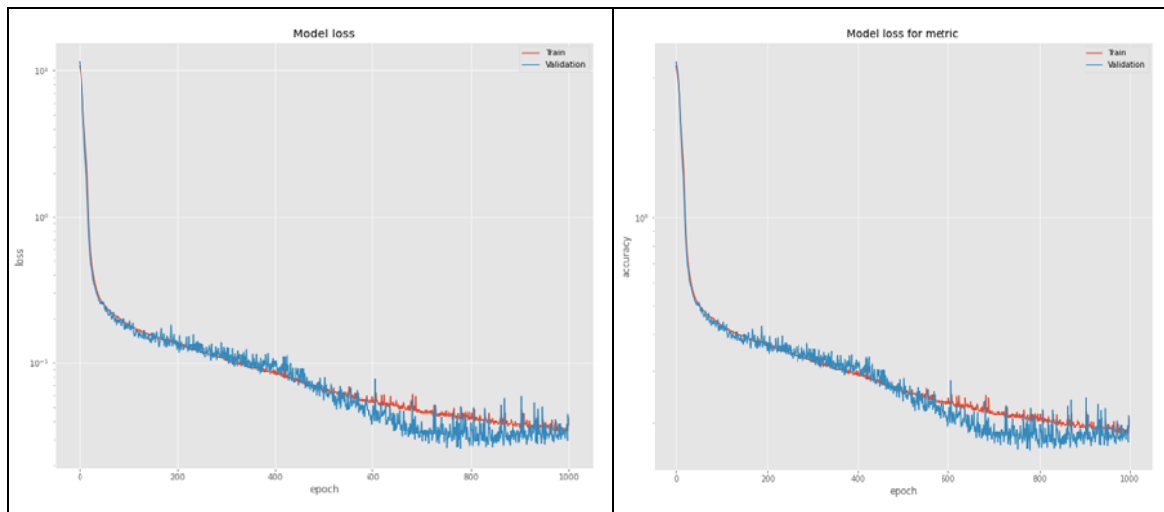 Model loss
Train
Validation
10¹
10⁰
10⁻¹
loss
0
200
400
600
800
1000
epoch
Model loss for metric
Train
Validation
10⁰
accuracy
0
200
400
600
800
1000
epoch